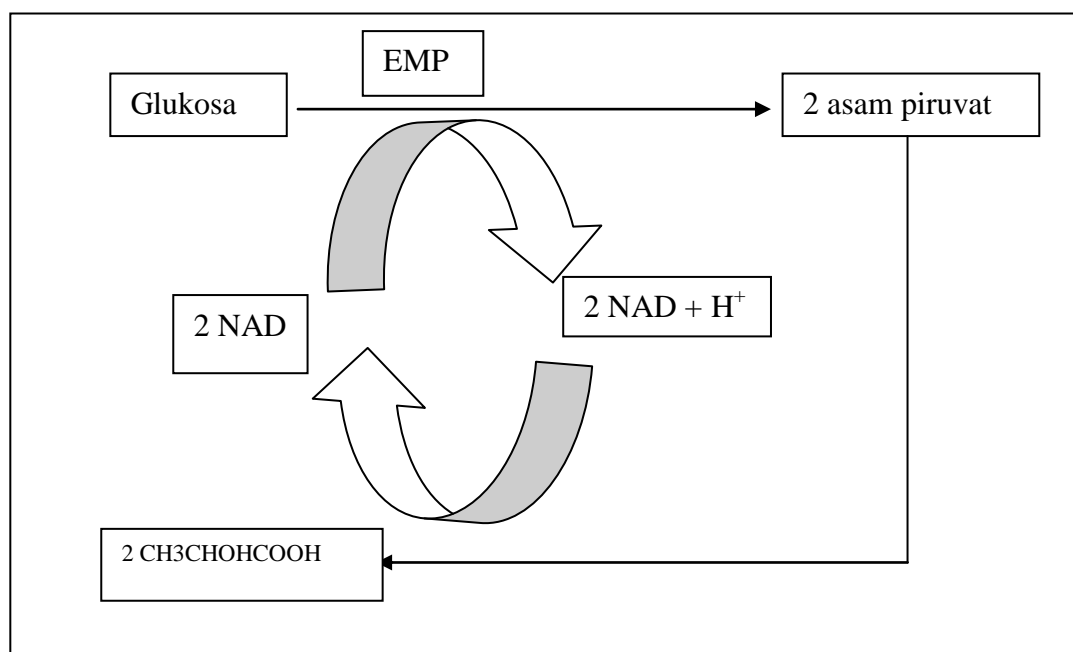 EMP
Glukosa
2 asam piruvat
2 NAD
2 NAD + H⁺
2 CH3CHOHCOOH